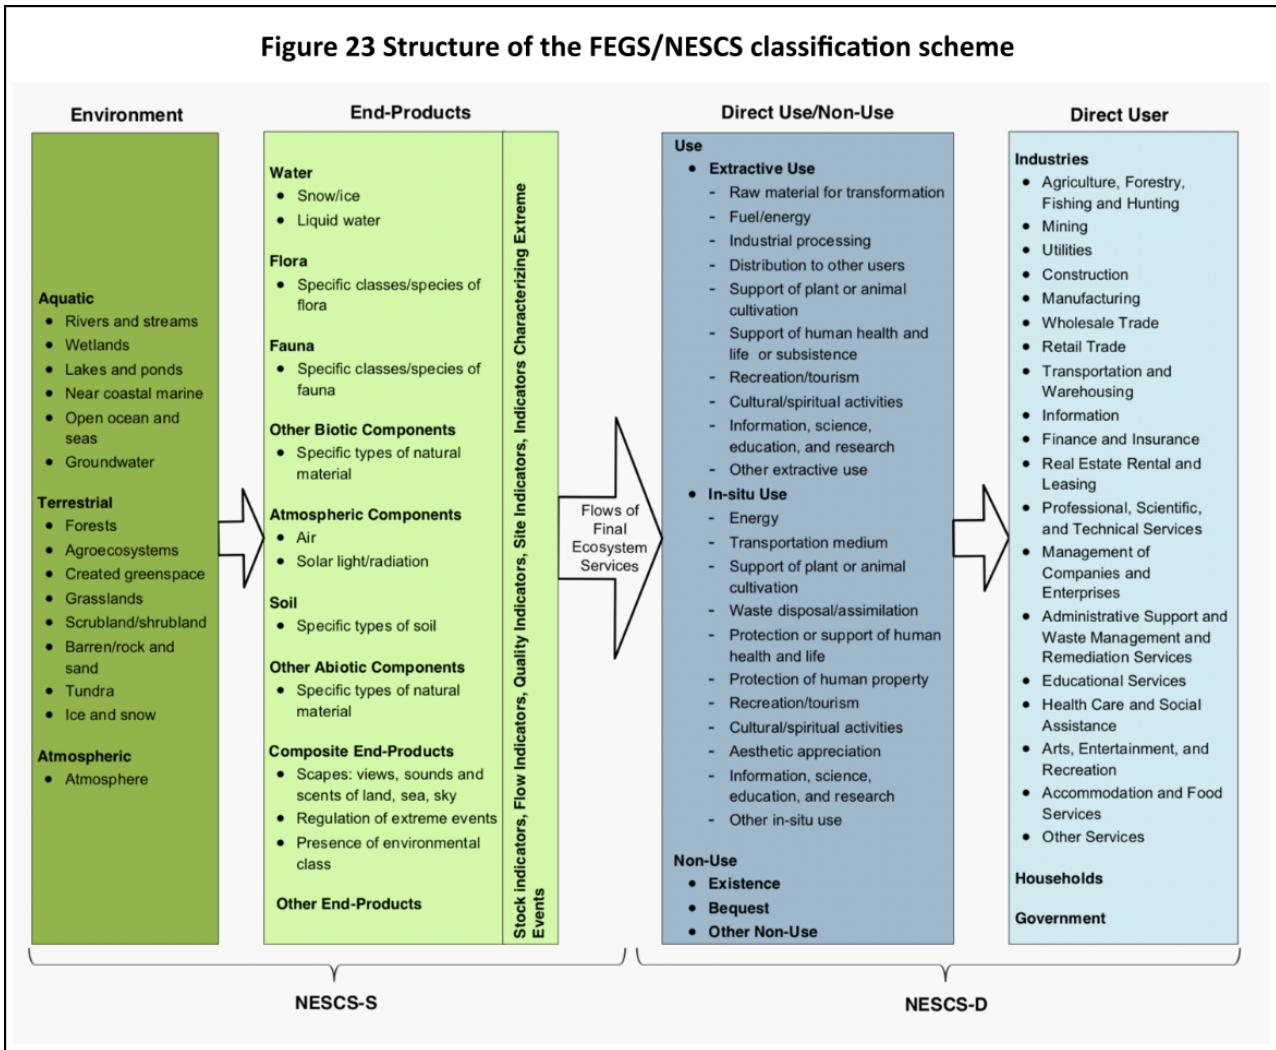 Figure 23 Structure of the FEGS/NESCS classification scheme
Environment
Aquatic
• Rivers and streams
• Wetlands
• Lakes and ponds
• Near coastal marine
• Open ocean and
seas
• Groundwater
Terrestrial
• Forests
• Agroecosystems
• Created greenspace
• Grasslands
• Scrubland/shrubland
• Barren/rock and
sand
• Tundra
• Ice and snow
Atmospheric
• Atmosphere
End-Products
Water
• Snow/ice
• Liquid water
Flora
• Specific classes/species of
flora
Fauna
• Specific classes/species of
fauna
Other Biotic Components
• Specific types of natural
material
Atmospheric Components
• Air
• Solar light/radiation
Soil
• Specific types of soil
Other Abiotic Components
• Specific types of natural
material
Composite End-Products
• Scapes: views, sounds and
scents of land, sea, sky
• Regulation of extreme events
• Presence of environmental
class
Other End-Products
Stock indicators, Flow Indicators, Quality Indicators, Site Indicators, Indicators Characterizing Extreme
Events
Flows of
Final
Ecosystem
Services
Direct Use/Non-Use
Use
• Extractive Use
- Raw material for transformation
- Fuel/energy
- Industrial processing
- Distribution to other users
- Support of plant or animal
cultivation
- Support of human health and
life or subsistence
- Recreation/tourism
- Cultural/spiritual activities
- Information, science,
education, and research
- Other extractive use
• In-situ Use
- Energy
- Transportation medium
- Support of plant or animal
cultivation
- Waste disposal/assimilation
- Protection or support of human
health and life
- Protection of human property
- Recreation/tourism
- Cultural/spiritual activities
- Aesthetic appreciation
- Information, science,
education, and research
- Other in-situ use
Non-Use
• Existence
• Bequest
• Other Non-Use
Direct User
Industries
• Agriculture, Forestry,
Fishing and Hunting
• Mining
• Utilities
• Construction
• Manufacturing
• Wholesale Trade
• Retail Trade
• Transportation and
Warehousing
• Information
• Finance and Insurance
• Real Estate Rental and
Leasing
• Professional, Scientific,
and Technical Services
• Management of
Companies and
Enterprises
• Administrative Support and
Waste Management and
Remediation Services
• Educational Services
• Health Care and Social
Assistance
• Arts, Entertainment, and
Recreation
• Accommodation and Food
Services
• Other Services
Households
Government
NESCS-S
NESCS-D